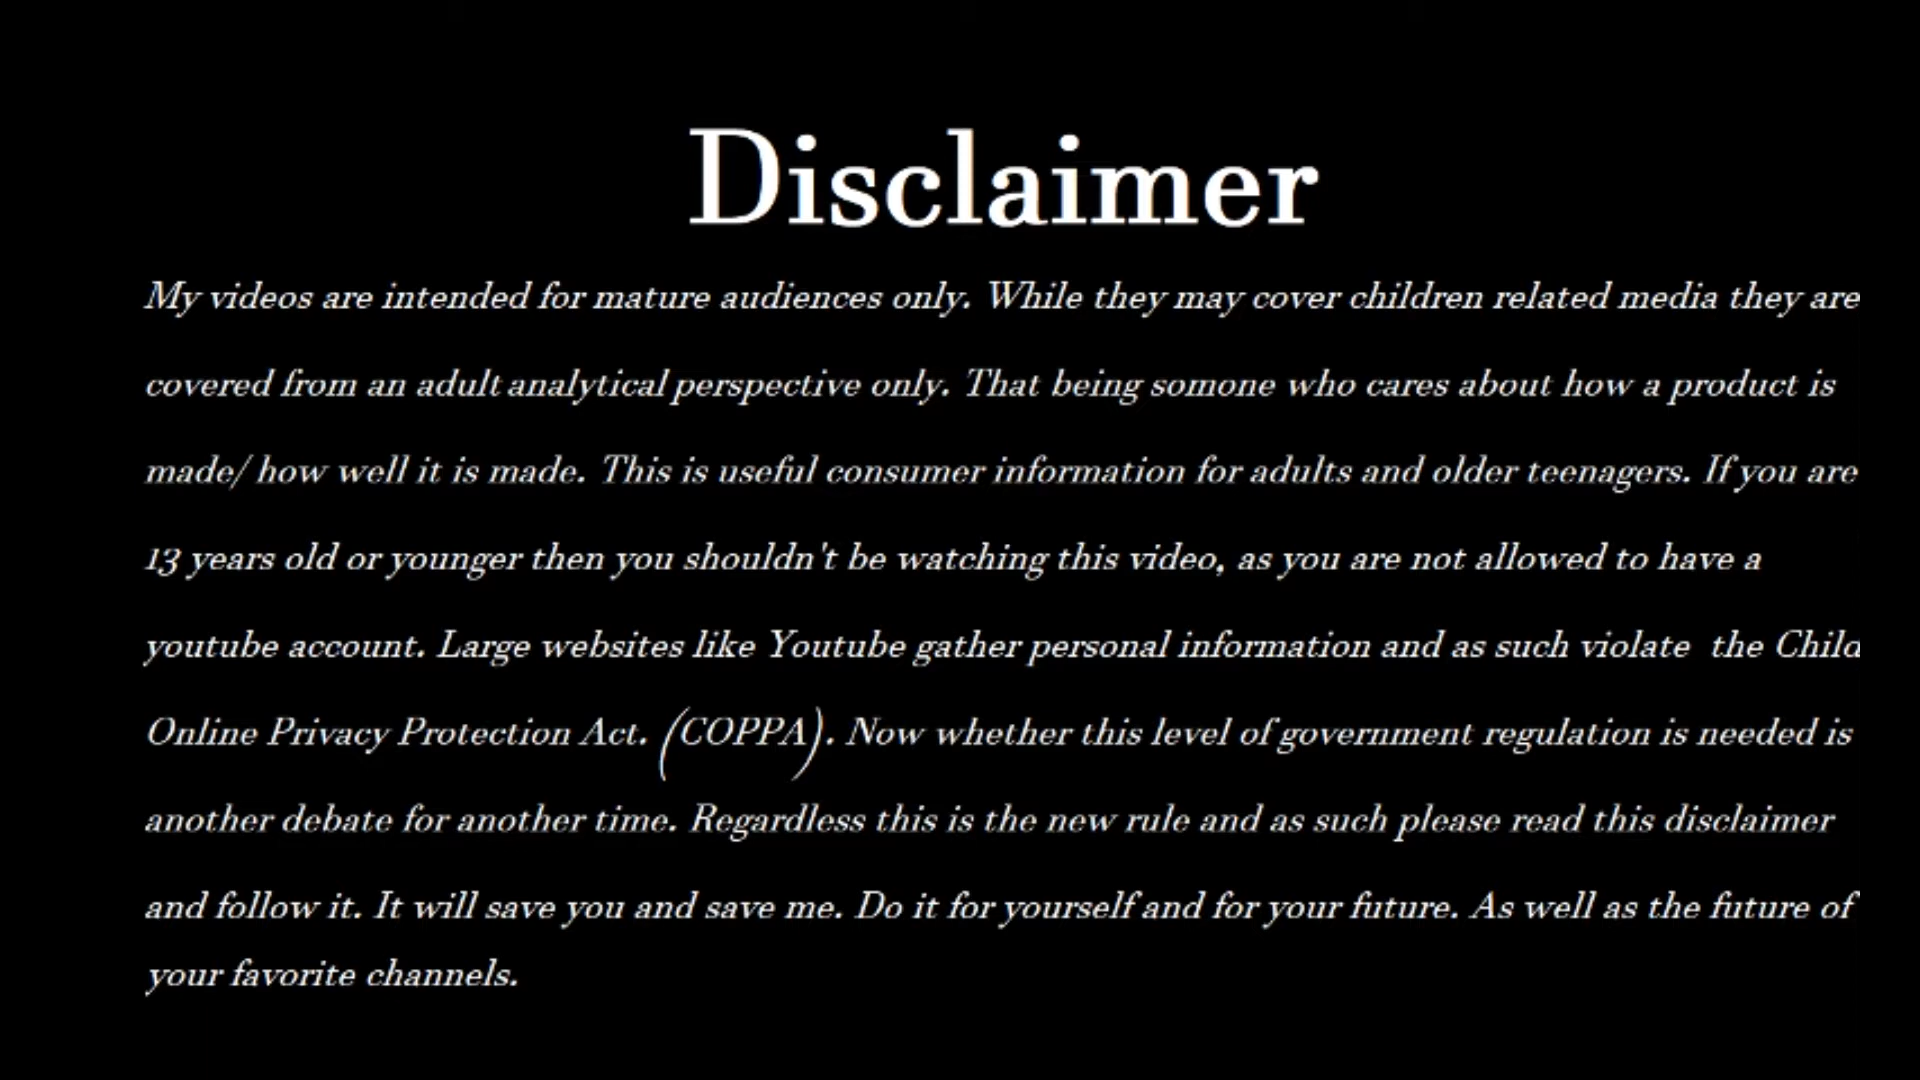 Disclaimer
My videos are intended for mature audiences only. While they may cover children related media they are
covered from an adult analytical perspective only. That being somone who cares about how a product is
made/ how well it is made. This is useful consumer information for adults and older teenagers. If you are
13 years old or younger then you shouldn't be watching this video, as you are not allowed to have a
youtube account. Large websites like Youtube gather personal information and as such violate the Child
Online Privacy Protection Act. (COPPA). Now whether this level of government regulation is needed is
another debate for another time. Regardless this is the new rule and as such please read this disclaimer
and follow it. It will save you and save me. Do it for yourself and for your future. As well as the future of
your favorite channels.